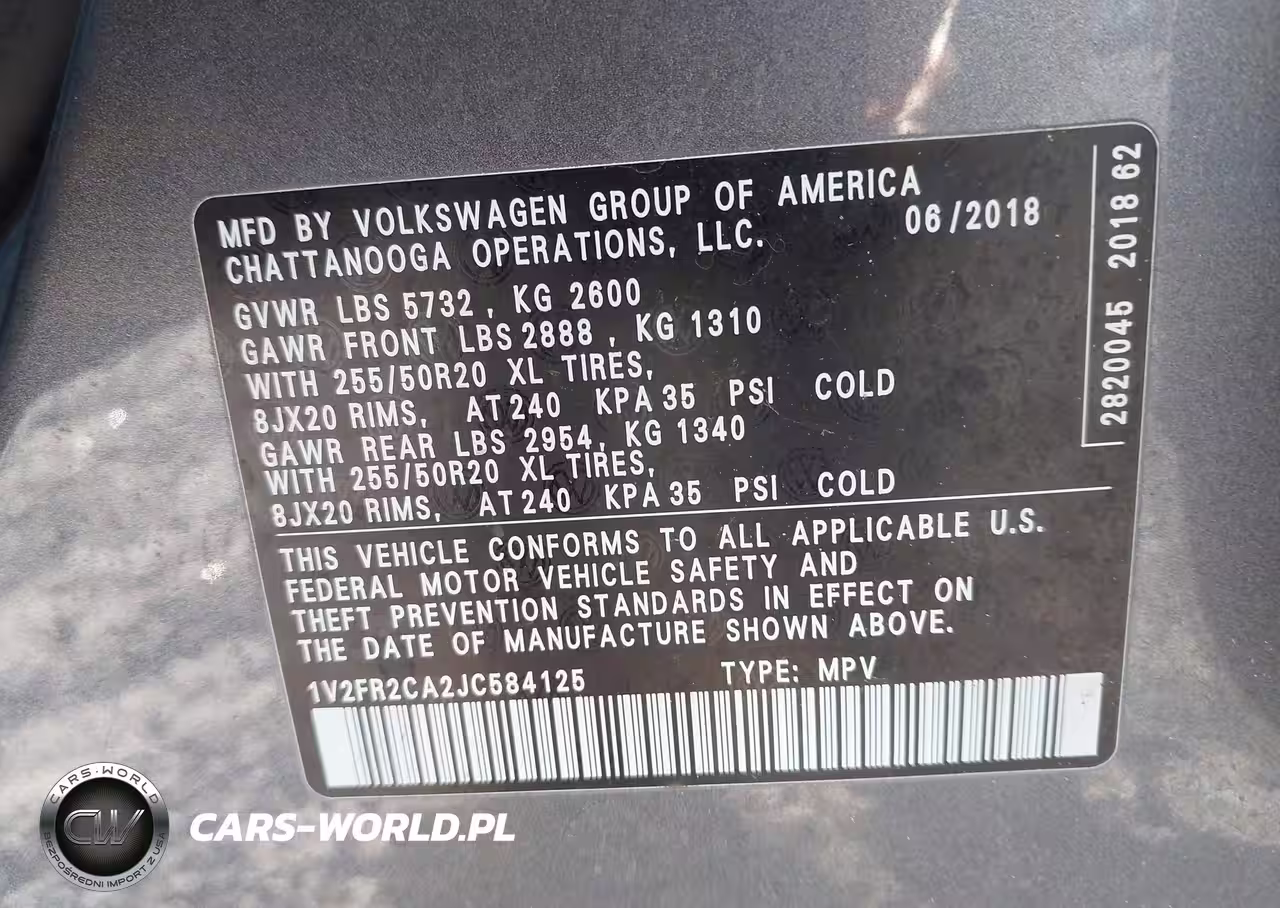 MFD BY VOLKSWAGEN GROUP OF AMERICA
CHATTANOOGA OPERATIONS, LLC. 06/2018
GVWR LBS 5732, KG 2600
GAWR FRONT LBS 2888, KG 1310
WITH 255/50R20 XL TIRES,
8JX20 RIMS, AT 240 KPA 35 PSI COLD
GAWR REAR LBS 2954, KG 1340
WITH 255/50R20 XL TIRES,
8JX20 RIMS, AT 240 KPA 35 PSI COLD
THIS VEHICLE CONFORMS TO ALL APPLICABLE U.S.
FEDERAL MOTOR VEHICLE SAFETY AND
THEFT PREVENTION STANDARDS IN EFFECT ON
THE DATE OF MANUFACTURE SHOWN ABOVE.
1V2FR2CA2JC584125 TYPE: MPV
2820045 2018 62
CARS-WORLD
CW
BEZPOŚREDNI IMPORT Z USA
CARS-WORLD.PL